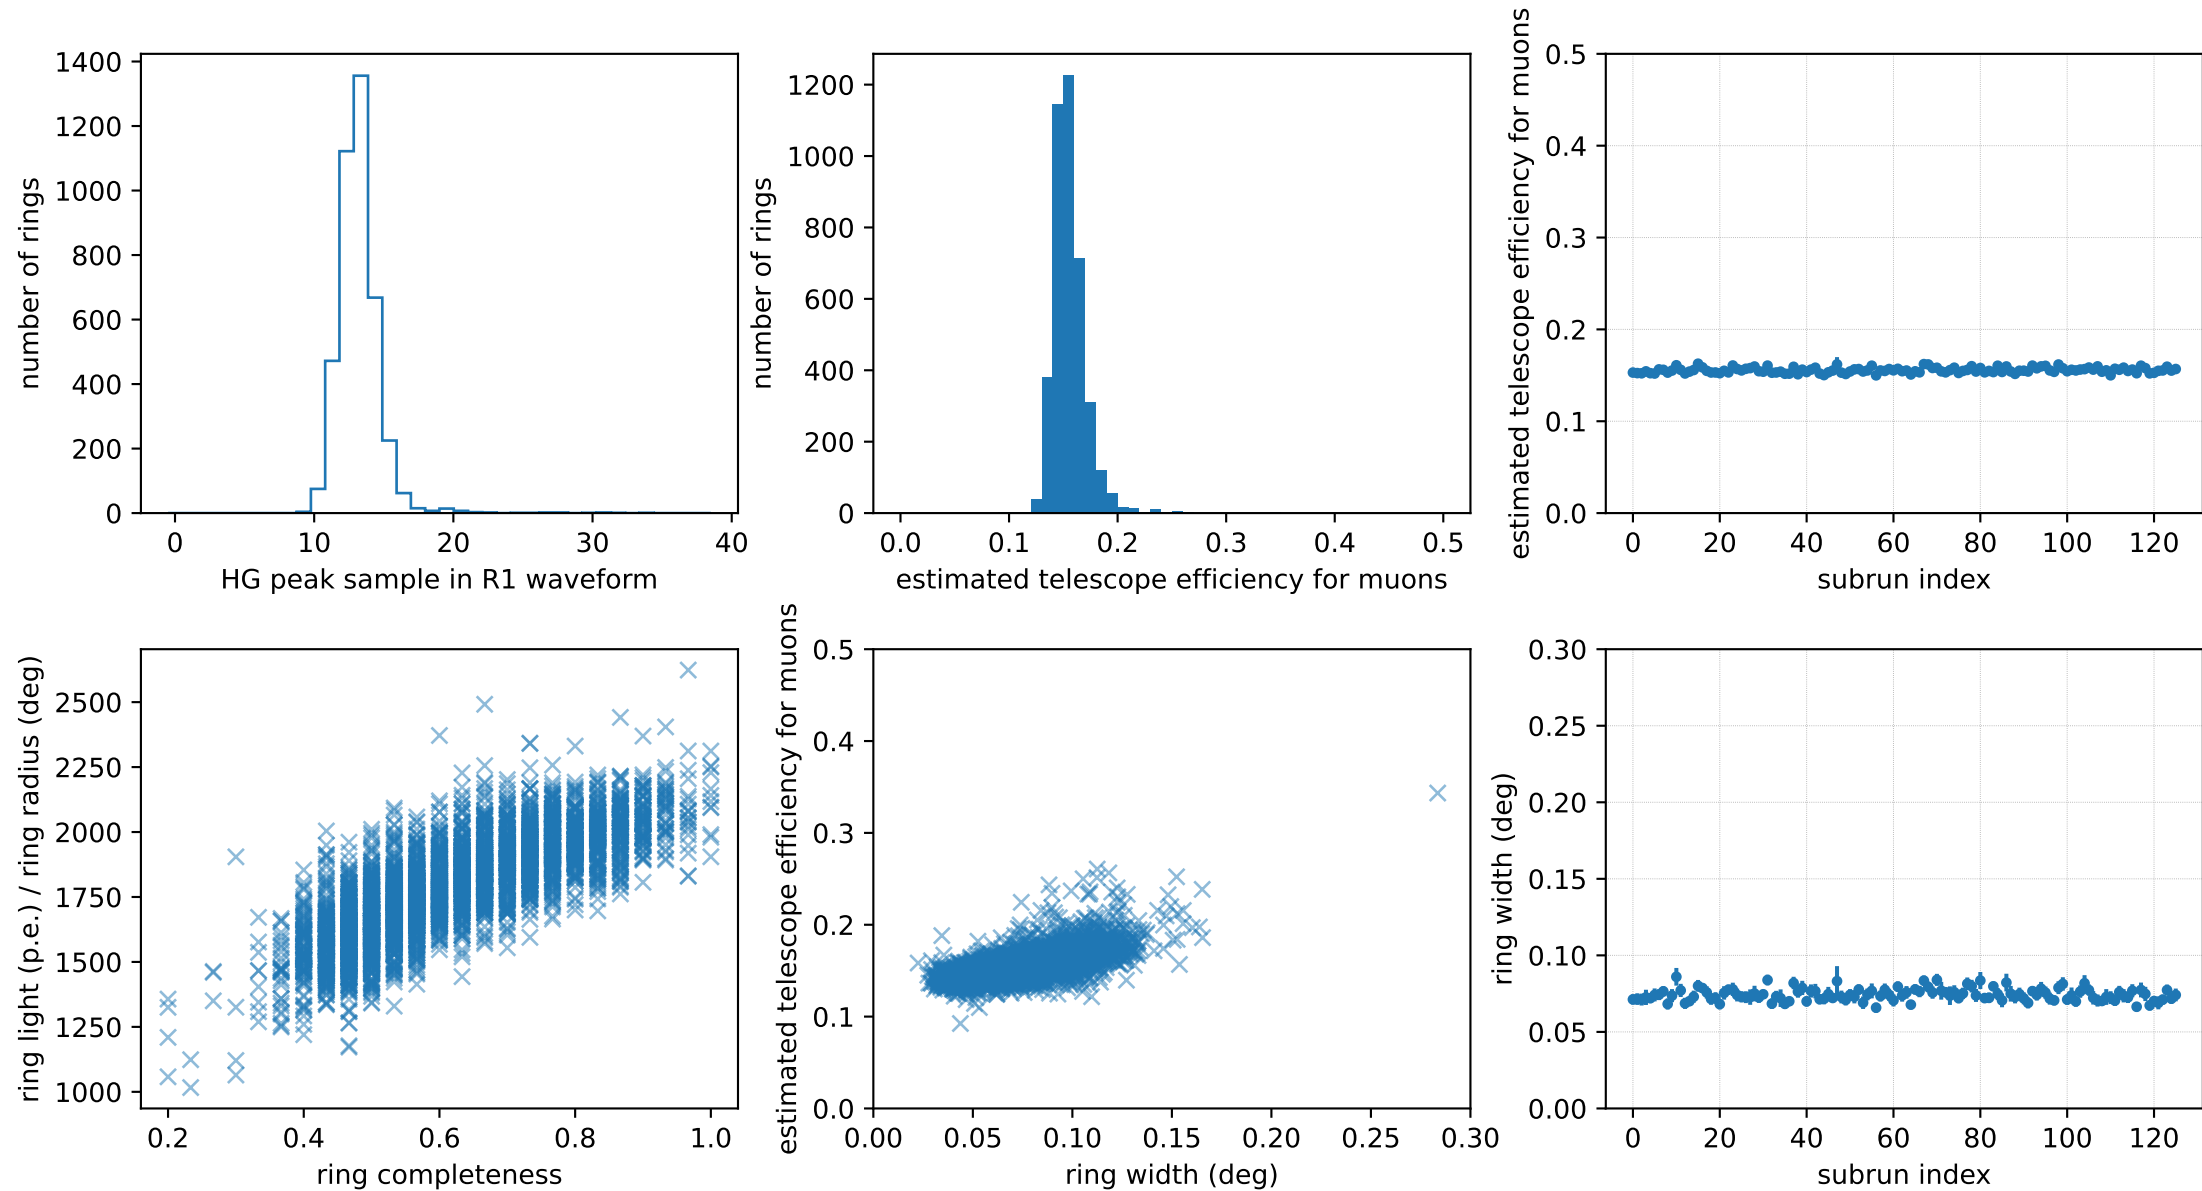 1400
1200
1000
800
600
400
200
0
number of rings
0 10 20 30 40
HG peak sample in R1 waveform
1200
1000
800
600
400
200
0
number of rings
0.0 0.1 0.2 0.3 0.4 0.5
estimated telescope efficiency for muons
0.5
0.4
0.3
0.2
0.1
0.0
estimated telescope efficiency for muons
0 20 40 60 80 100 120
subrun index
2500
2250
2000
1750
1500
1250
1000
ring light (p.e.) / ring radius (deg)
0.2 0.4 0.6 0.8 1.0
ring completeness
0.5
0.4
0.3
0.2
0.1
0.0
estimated telescope efficiency for muons
0.00 0.05 0.10 0.15 0.20 0.25 0.30
ring width (deg)
0.30
0.25
0.20
0.15
0.10
0.05
0.00
ring width (deg)
0 20 40 60 80 100 120
subrun index